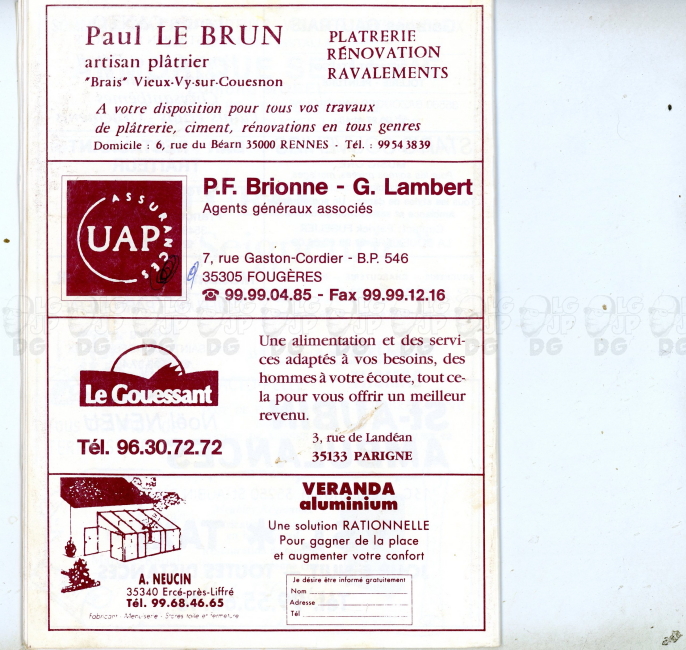 Paul LE BRUN
artisan plâtrier
"Brais" Vieux-Vy-sur-Couesnon
PLATRERIE
RÉNOVATION
RAVALEMENTS
A votre disposition pour tous vos travaux
de plâtrerie, ciment, rénovations en tous genres
Domicile : 6, rue du Béarn 35000 RENNES - Tél. : 99 54 38 39
ASSURANCES
UAP
P.F. Brionne - G. Lambert
Agents généraux associés
7, rue Gaston-Cordier - B.P. 546
35305 FOUGÈRES
☎ 99.99.04.85 - Fax 99.99.12.16
Le Gouessant
Tél. 96.30.72.72
Une alimentation et des servi-
ces adaptés à vos besoins, des
hommes à votre écoute, tout ce-
la pour vous offrir un meilleur
revenu.
3, rue de Landéan
35133 PARIGNE
VERANDA
aluminium
Une solution RATIONNELLE
Pour gagner de la place
et augmenter votre confort
A. NEUCIN
35340 Ercé-près-Liffré
Tél. 99.68.46.65
Fabricant - Menuiserie - Stores toile et fermeture
Je désire être informé gratuitement
Nom
Adresse
Tél